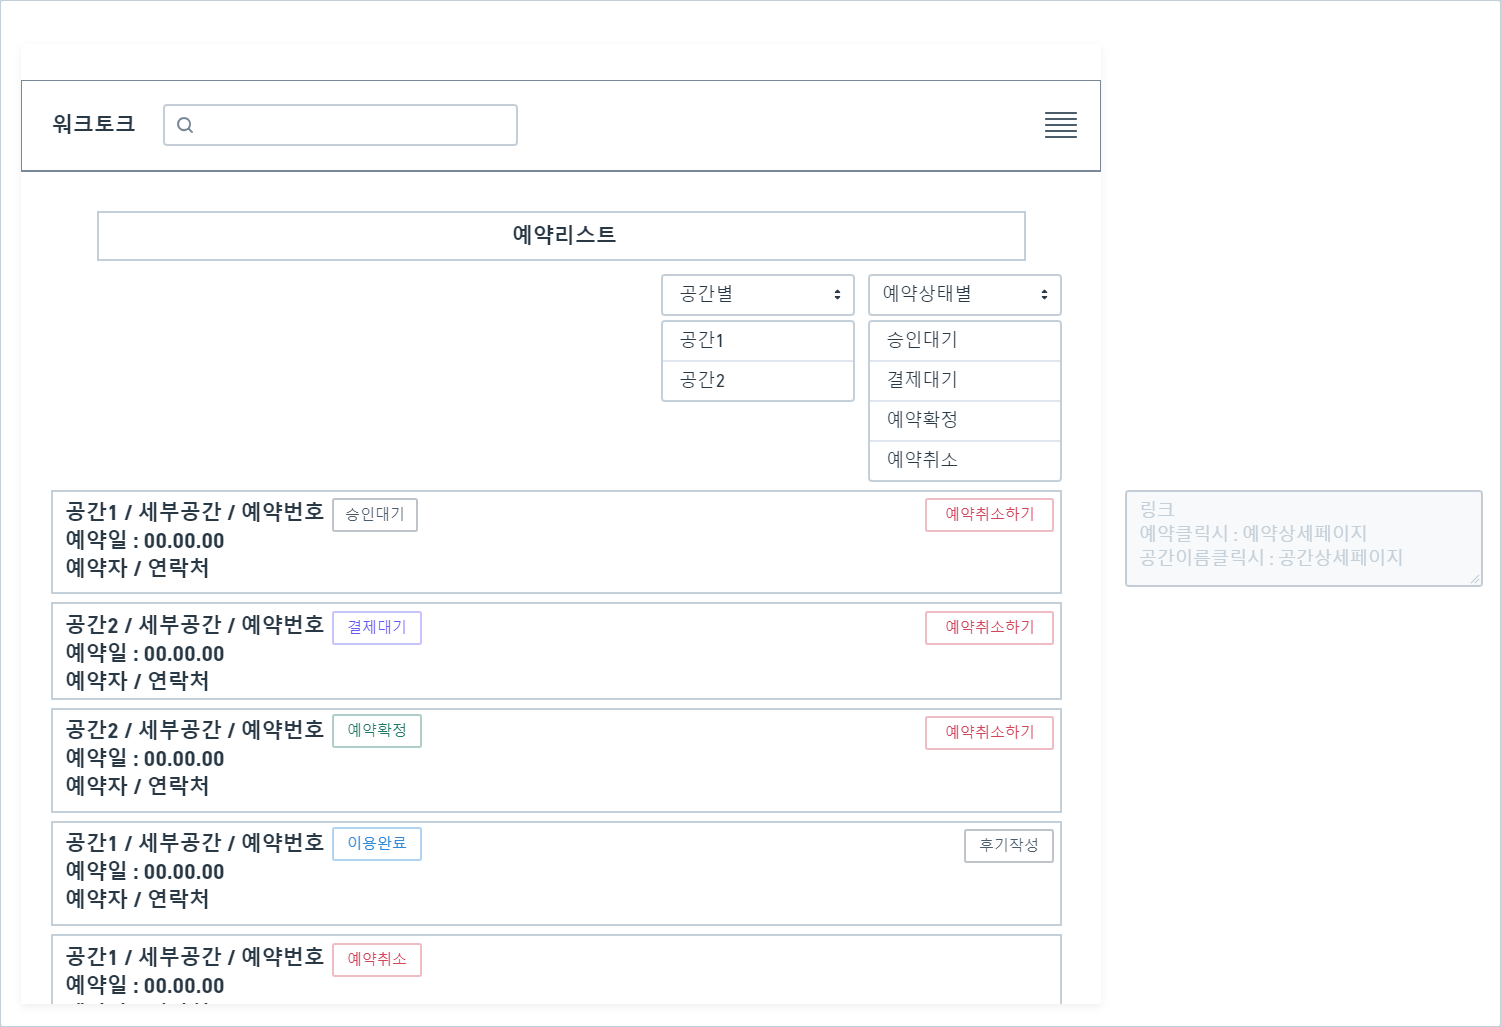 워크토크
예약리스트
공간별
예약상태별
공간1
공간2
승인대기
결제대기
예약확정
예약취소
공간1 / 세부공간 / 예약번호 승인대기 예약취소하기
예약일 : 00.00.00
예약자 / 연락처
공간2 / 세부공간 / 예약번호 결제대기 예약취소하기
예약일 : 00.00.00
예약자 / 연락처
공간2 / 세부공간 / 예약번호 예약확정 예약취소하기
예약일 : 00.00.00
예약자 / 연락처
공간1 / 세부공간 / 예약번호 이용완료 후기작성
예약일 : 00.00.00
예약자 / 연락처
공간1 / 세부공간 / 예약번호 예약취소
예약일 : 00.00.00
링크
예약클릭시 : 예약상세페이지
공간이름클릭시 : 공간상세페이지